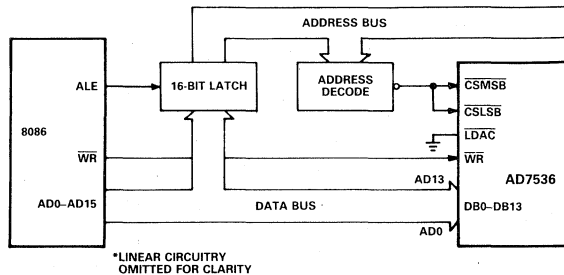 ADDRESS BUS
ALE
16-BIT LATCH
ADDRESS
DECODE
CSMSB
CSLSB
LDAC
8086
WR
WR
AD7536
AD13
AD0–AD15
DATA BUS
DB0–DB13
AD0
*LINEAR CIRCUITRY
OMITTED FOR CLARITY